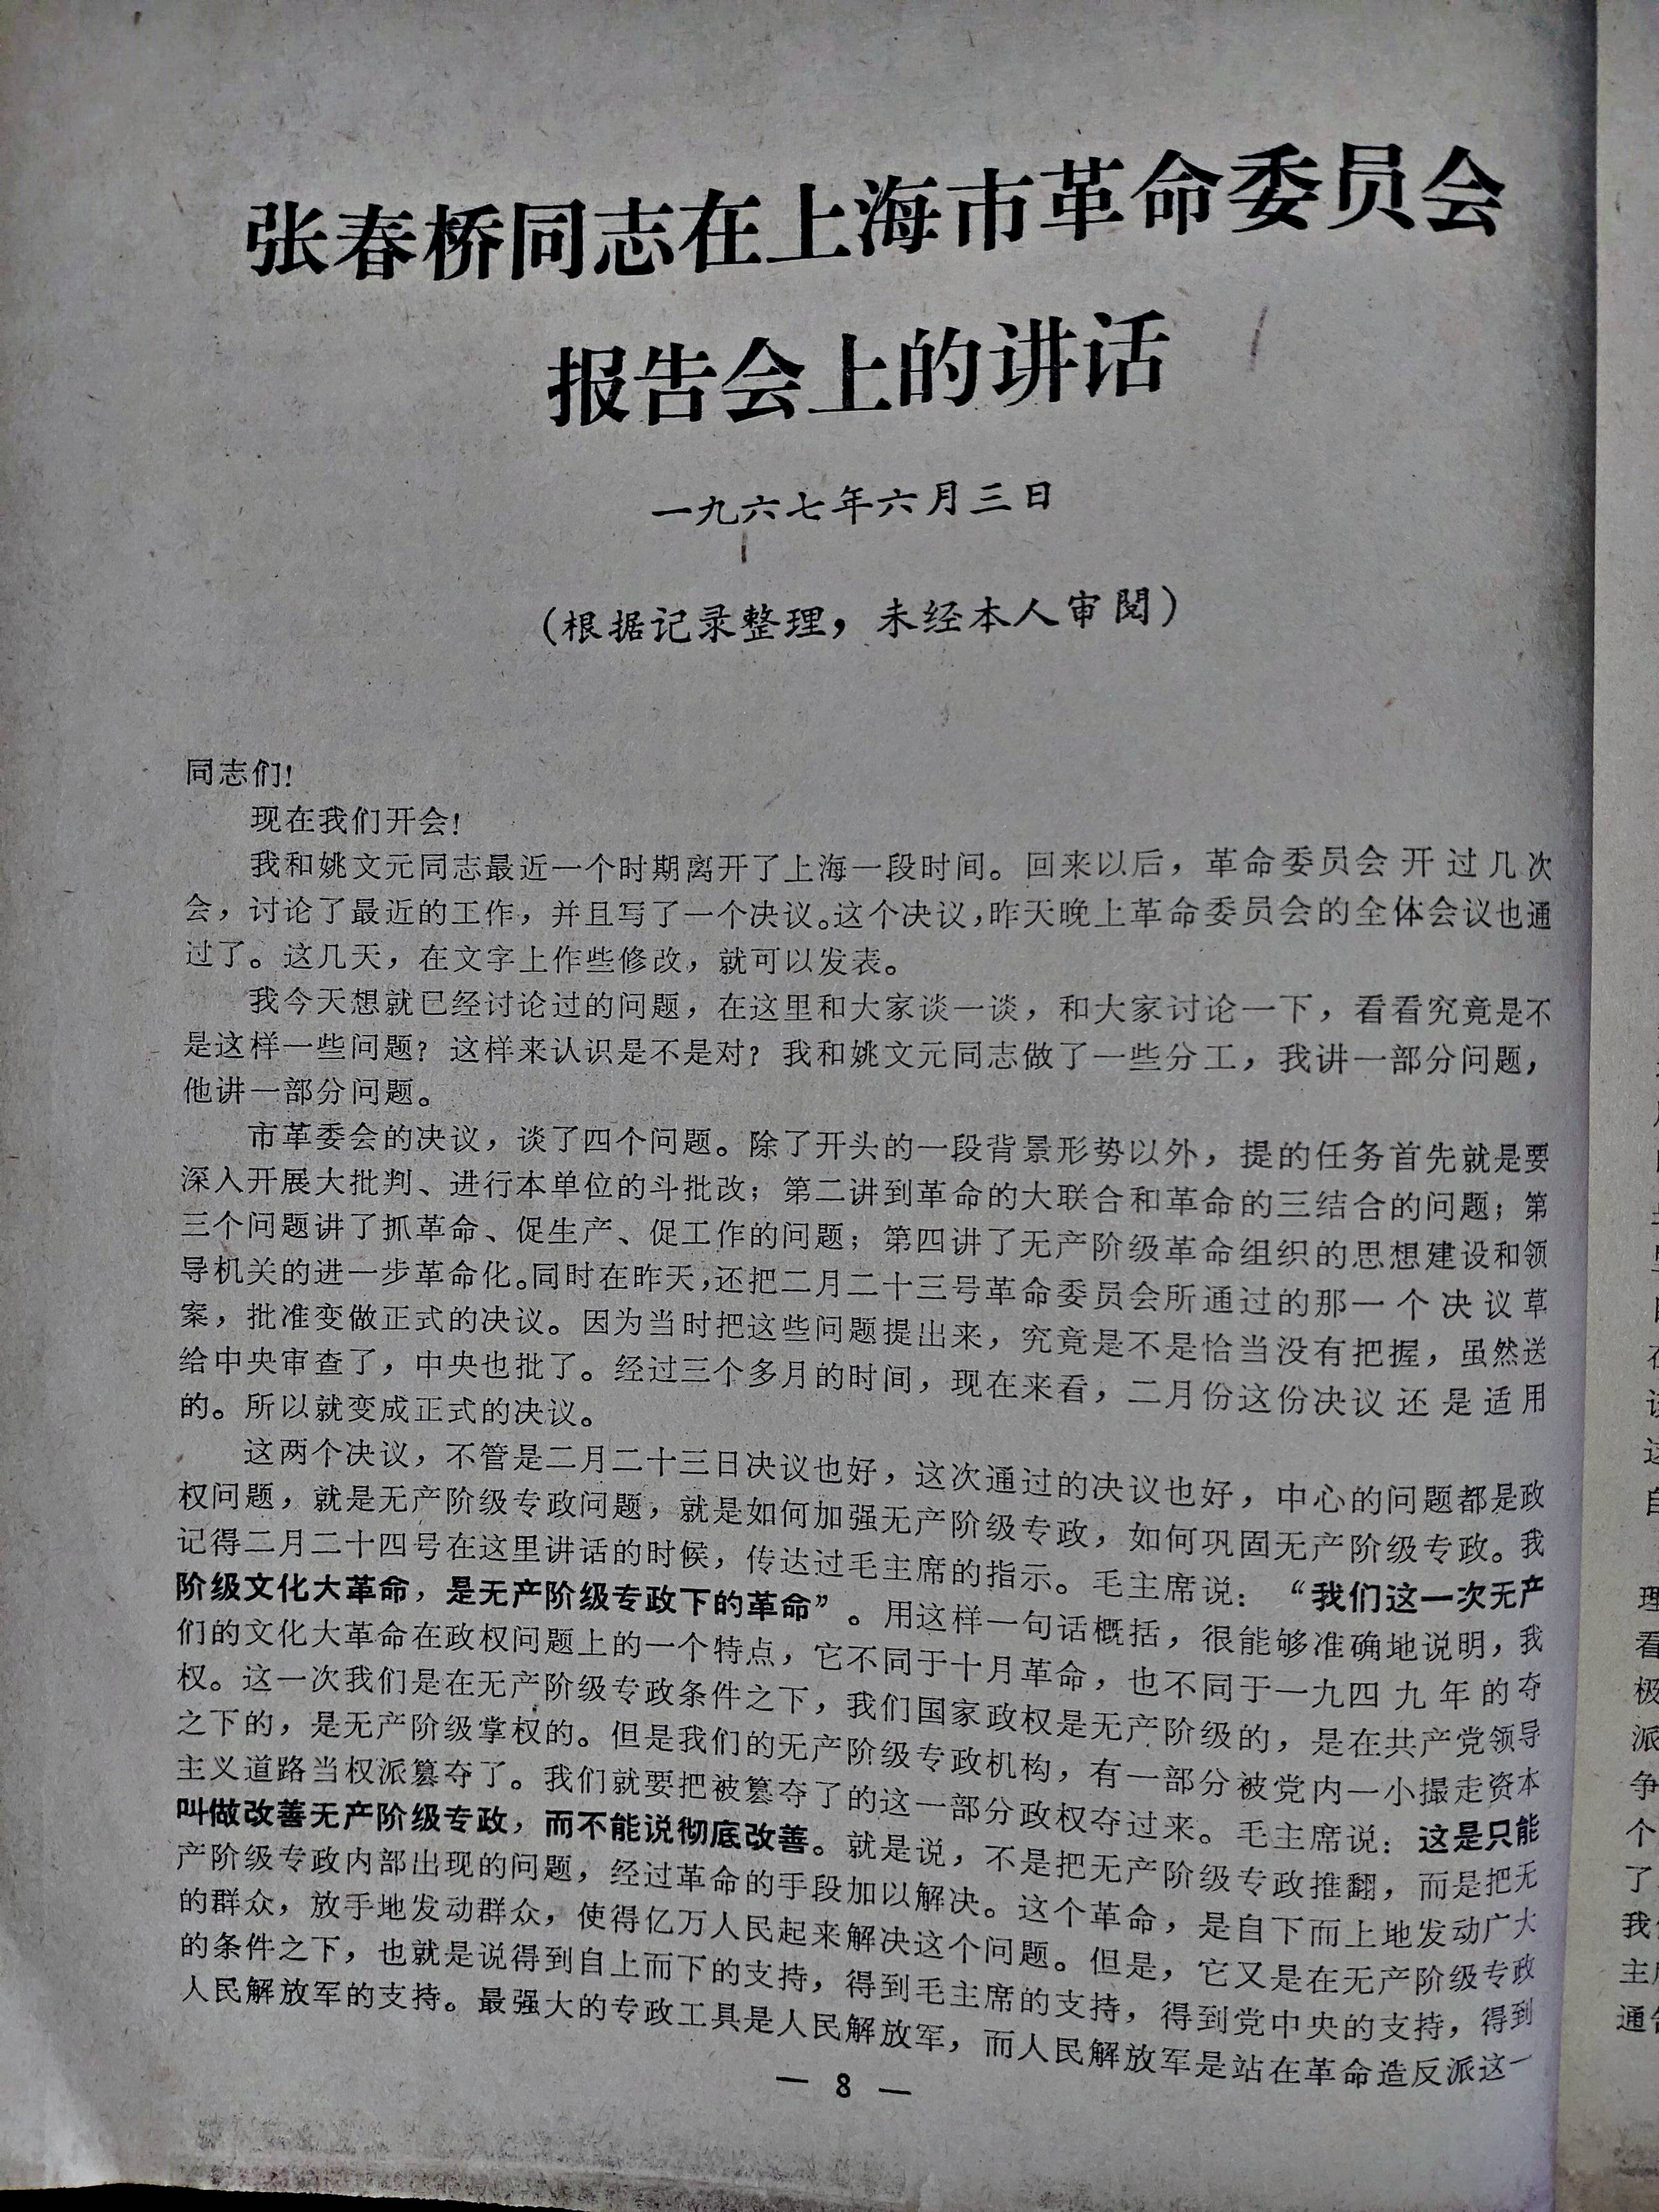 张春桥同志在上海市革命委员会
报告会上的讲话
一九六七年六月三日
（根据记录整理，未经本人审閱）
同志们！
现在我们开会！
我和姚文元同志最近一个时期离开了上海一段时间。回来以后，革命委员会开过几次
会，讨论了最近的工作，并且写了一个决议。这个决议，昨天晚上革命委员会的全体会议也通
过了。这几天，在文字上作些修改，就可以发表。
我今天想就已经讨论过的问题，在这里和大家谈一谈，和大家讨论一下，看看究竟是不
是这样一些问题？这样来认识是不是对？我和姚文元同志做了一些分工，我讲一部分问题，
他讲一部分问题。
市革委会的决议，谈了四个问题。除了开头的一段背景形势以外，提的任务首先就是要
深入开展大批判、进行本单位的斗批改；第二讲到革命的大联合和革命的三结合的问题；第
三个问题讲了抓革命、促生产、促工作的问题；第四讲了无产阶级革命组织的思想建设和领
导机关的进一步革命化。同时在昨天，还把二月二十三号革命委员会所通过的那一个决议草
案，批准变做正式的决议。因为当时把这些问题提出来，究竟是不是恰当没有把握，虽然送
给中央审查了，中央也批了。经过三个多月的时间，现在来看，二月份这份决议还是适用
的。所以就变成正式的决议。
这两个决议，不管是二月二十三日决议也好，这次通过的决议也好，中心的问题都是政
权问题，就是无产阶级专政问题，就是如何加强无产阶级专政，如何巩固无产阶级专政。我
记得二月二十四号在这里讲话的时候，传达过毛主席的指示。毛主席说：“我们这一次无产
阶级文化大革命，是无产阶级专政下的革命”。用这样一句话概括，很能够准确地说明，我
们的文化大革命在政权问题上的一个特点，它不同于十月革命，也不同于一九四九年的夺
权。这一次我们是在无产阶级专政条件之下，我们国家政权是无产阶级的，是在共产党领导
之下的，是无产阶级掌权的。但是我们的无产阶级专政机构，有一部分被党内一小撮走资本
主义道路当权派篡夺了。我们就要把被篡夺了的这一部分政权夺过来。毛主席说：这是只能
叫做改善无产阶级专政，而不能说彻底改善。就是说，不是把无产阶级专政推翻，而是把无
产阶级专政内部出现的问题，经过革命的手段加以解决。这个革命，是自下而上地发动广大
的群众，放手地发动群众，使得亿万人民起来解决这个问题。但是，它又是在无产阶级专政
的条件之下，也就是说得到自上而下的支持，得到毛主席的支持，得到党中央的支持，得到
人民解放军的支持。最强大的专政工具是人民解放军，而人民解放军是站在革命造反派这一
— 8 —
理
看
极
派
争
个
了
我
主
通